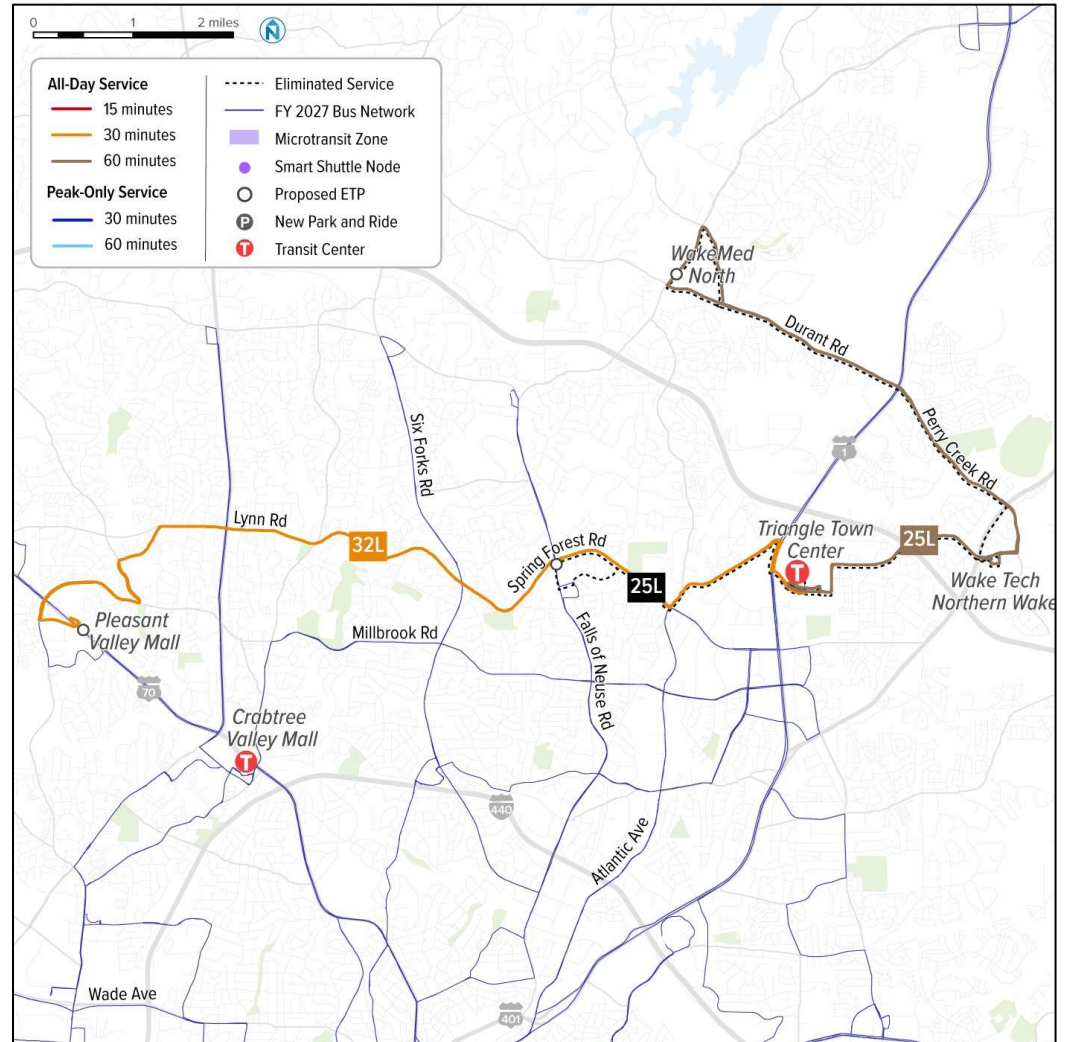 0 1 2 miles
N
All-Day Service
15 minutes
30 minutes
60 minutes
Peak-Only Service
30 minutes
60 minutes
Eliminated Service
FY 2027 Bus Network
Microtransit Zone
Smart Shuttle Node
Proposed ETP
P New Park and Ride
T Transit Center
WakeMed
North
Durant Rd
Perry Creek Rd
1
Six Forks Rd
Lynn Rd
32L
Spring Forest Rd
25L
Triangle Town
Center
T
25L
Wake Tech
Northern Wake
Pleasant
Valley Mall
Millbrook Rd
Falls of Neuse Rd
70
Crabtree
Valley Mall
T
440
Atlantic Ave
Wade Ave
401